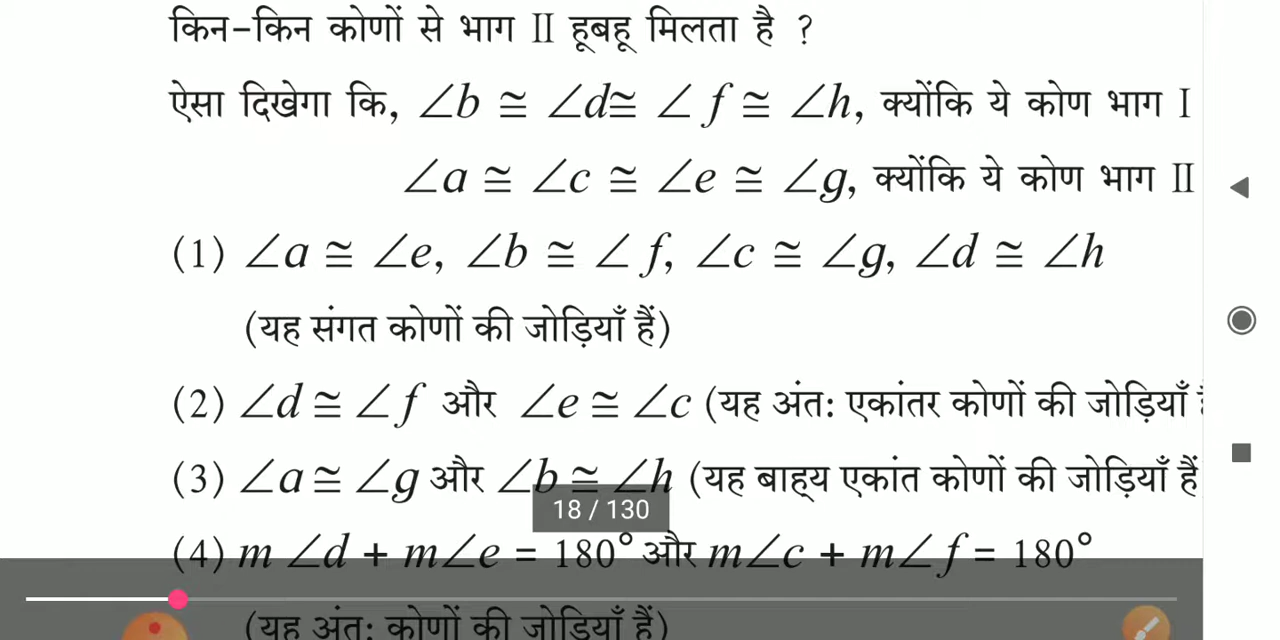 किन-किन कोणों से भाग II हूबहू मिलता है ?
ऐसा दिखेगा कि, ∠b ≅ ∠d≅ ∠f ≅ ∠h, क्योंकि ये कोण भाग I
∠a ≅ ∠c ≅ ∠e ≅ ∠g, क्योंकि ये कोण भाग II
(1) ∠a ≅ ∠e, ∠b ≅ ∠f, ∠c ≅ ∠g, ∠d ≅ ∠h
(यह संगत कोणों की जोड़ियाँ हैं)
(2) ∠d ≅ ∠f और ∠e ≅ ∠c (यह अंत: एकांतर कोणों की जोड़ियाँ
(3) ∠a ≅ ∠g और ∠b ≅ ∠h (यह बाह्य एकांत कोणों की जोड़ियाँ हैं
18 / 130
(4) m ∠d + m∠e = 180° और m∠c + m∠f = 180°
(यह अंत: कोणों की जोड़ियाँ हैं)